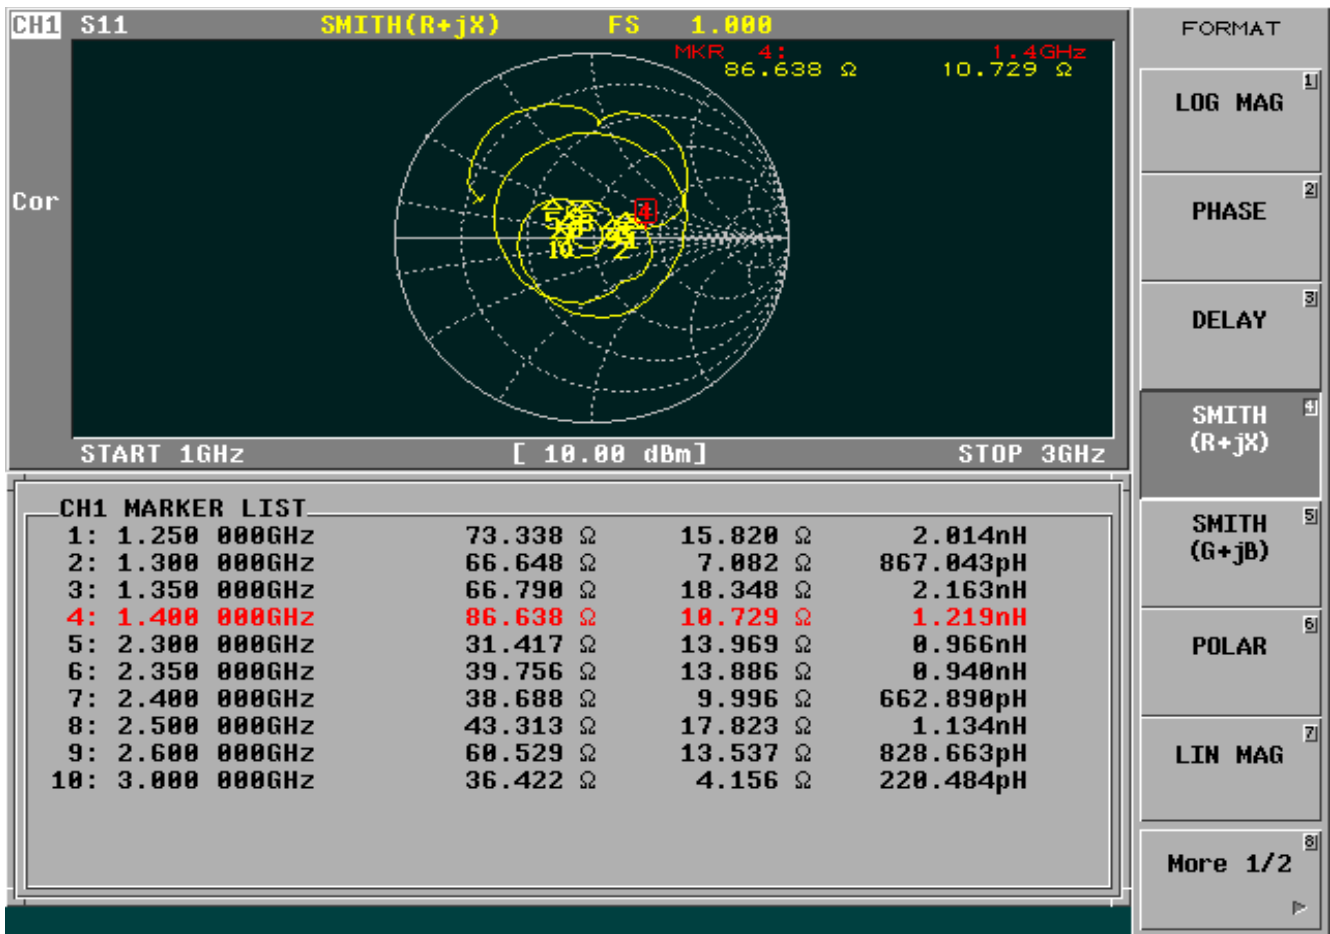 CH1 S11 SMITH(R+jX) FS 1.000
MKR 4: 1.4GHz
86.638 Ω 10.729 Ω
Cor
4
10
2
START 1GHz [ 10.00 dBm] STOP 3GHz
CH1 MARKER LIST
1: 1.250 000GHz 73.338 Ω 15.820 Ω 2.014nH
2: 1.300 000GHz 66.648 Ω 7.082 Ω 867.043pH
3: 1.350 000GHz 66.790 Ω 18.348 Ω 2.163nH
4: 1.400 000GHz 86.638 Ω 10.729 Ω 1.219nH
5: 2.300 000GHz 31.417 Ω 13.969 Ω 0.966nH
6: 2.350 000GHz 39.756 Ω 13.886 Ω 0.940nH
7: 2.400 000GHz 38.688 Ω 9.996 Ω 662.890pH
8: 2.500 000GHz 43.313 Ω 17.823 Ω 1.134nH
9: 2.600 000GHz 60.529 Ω 13.537 Ω 828.663pH
10: 3.000 000GHz 36.422 Ω 4.156 Ω 220.484pH
FORMAT
1
LOG MAG
2
PHASE
3
DELAY
4
SMITH
(R+jX)
5
SMITH
(G+jB)
6
POLAR
7
LIN MAG
8
More 1/2